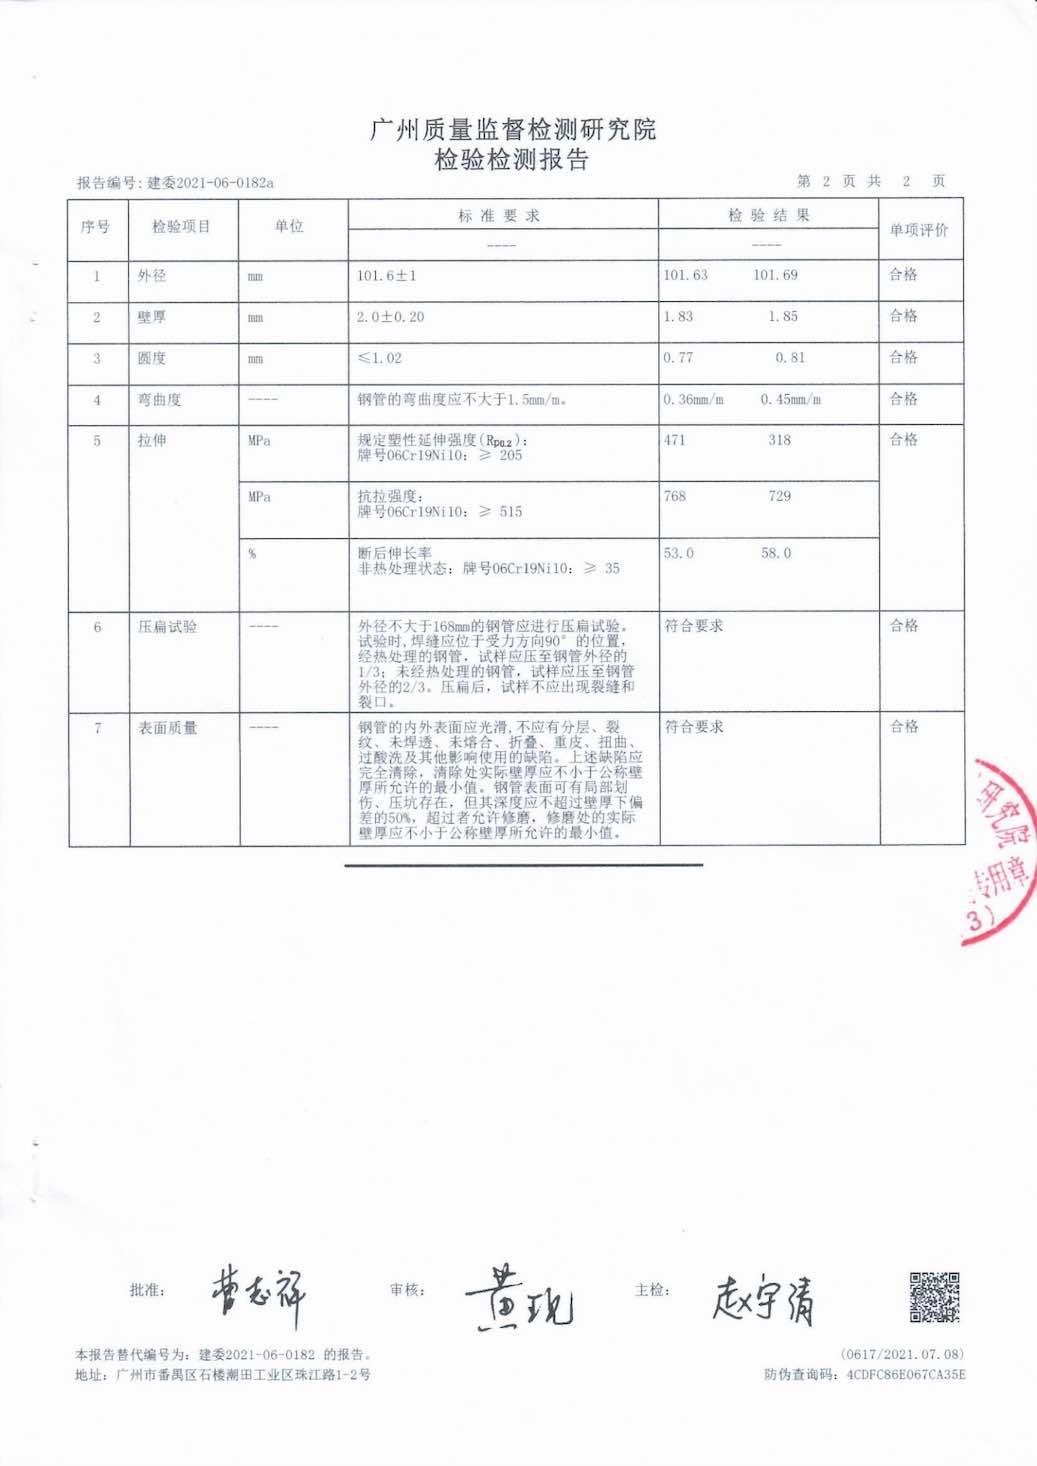 广州质量监督检测研究院
检验检测报告
报告编号: 建委2021-06-0182a
第 2 页 共 2 页
序号 检验项目 单位 标准要求 检验结果 单项评价
---- ----
1 外径 mm 101.6±1 101.63 101.69 合格
2 壁厚 mm 2.0±0.20 1.83 1.85 合格
3 圆度 mm ≤1.02 0.77 0.81 合格
4 弯曲度 ---- 钢管的弯曲度应不大于1.5mm/m。 0.36mm/m 0.45mm/m 合格
5 拉伸 MPa 规定塑性延伸强度(Rp0.2): 471 318 合格
牌号06Cr19Ni10: ≥ 205
MPa 抗拉强度: 768 729
牌号06Cr19Ni10: ≥ 515
% 断后伸长率 53.0 58.0
非热处理状态: 牌号06Cr19Ni10: ≥ 35
6 压扁试验 ---- 外径不大于168mm的钢管应进行压扁试验。 符合要求 合格
试验时,焊缝应位于受力方向90°的位置,
经热处理的钢管, 试样应压至钢管外径的
1/3; 未经热处理的钢管, 试样应压至钢管
外径的2/3。压扁后, 试样不应出现裂缝和
裂口。
7 表面质量 ---- 钢管的内外表面应光滑,不应有分层、裂 符合要求 合格
纹、未焊透、未熔合、折叠、重皮、扭曲、
过酸洗及其他影响使用的缺陷。上述缺陷应
完全清除, 清除处实际壁厚应不小于公称壁
厚所允许的最小值。钢管表面可有局部划
伤、压坑存在, 但其深度应不超过壁厚下偏
差的50%, 超过者允许修磨, 修磨处的实际
壁厚应不小于公称壁厚所允许的最小值。
研究院
专用章
3)
批准: 曹志祥 审核: 黄现 主检: 赵宇清
本报告替代编号为: 建委2021-06-0182 的报告。
(0617/2021.07.08)
地址: 广州市番禺区石楼潮田工业区珠江路1-2号
防伪查询码: 4CDFC86E067CA35E